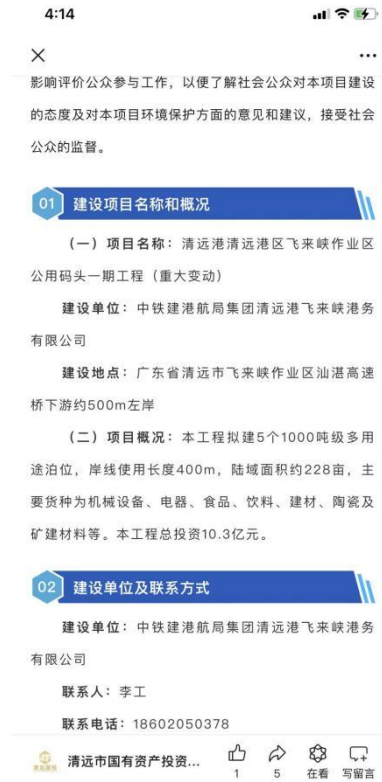 4:14
影响评价公众参与工作，以便了解社会公众对本项目建设
的态度及对本项目环境保护方面的意见和建议，接受社会
公众的监督。
01 建设项目名称和概况
（一）项目名称：清远港清远港区飞来峡作业区
公用码头一期工程（重大变动）
建设单位：中铁建港航局集团清远港飞来峡港务
有限公司
建设地点：广东省清远市飞来峡作业区汕湛高速
桥下游约500m左岸
（二）项目概况：本工程拟建5个1000吨级多用
途泊位，岸线使用长度400m，陆域面积约228亩，主
要货种为机械设备、电器、食品、饮料、建材、陶瓷及
矿建材料等。本工程总投资10.3亿元。
02 建设单位及联系方式
建设单位：中铁建港航局集团清远港飞来峡港务
有限公司
联系人：李工
联系电话：18602050378
清远市国有资产投资...
1 5 在看 写留言